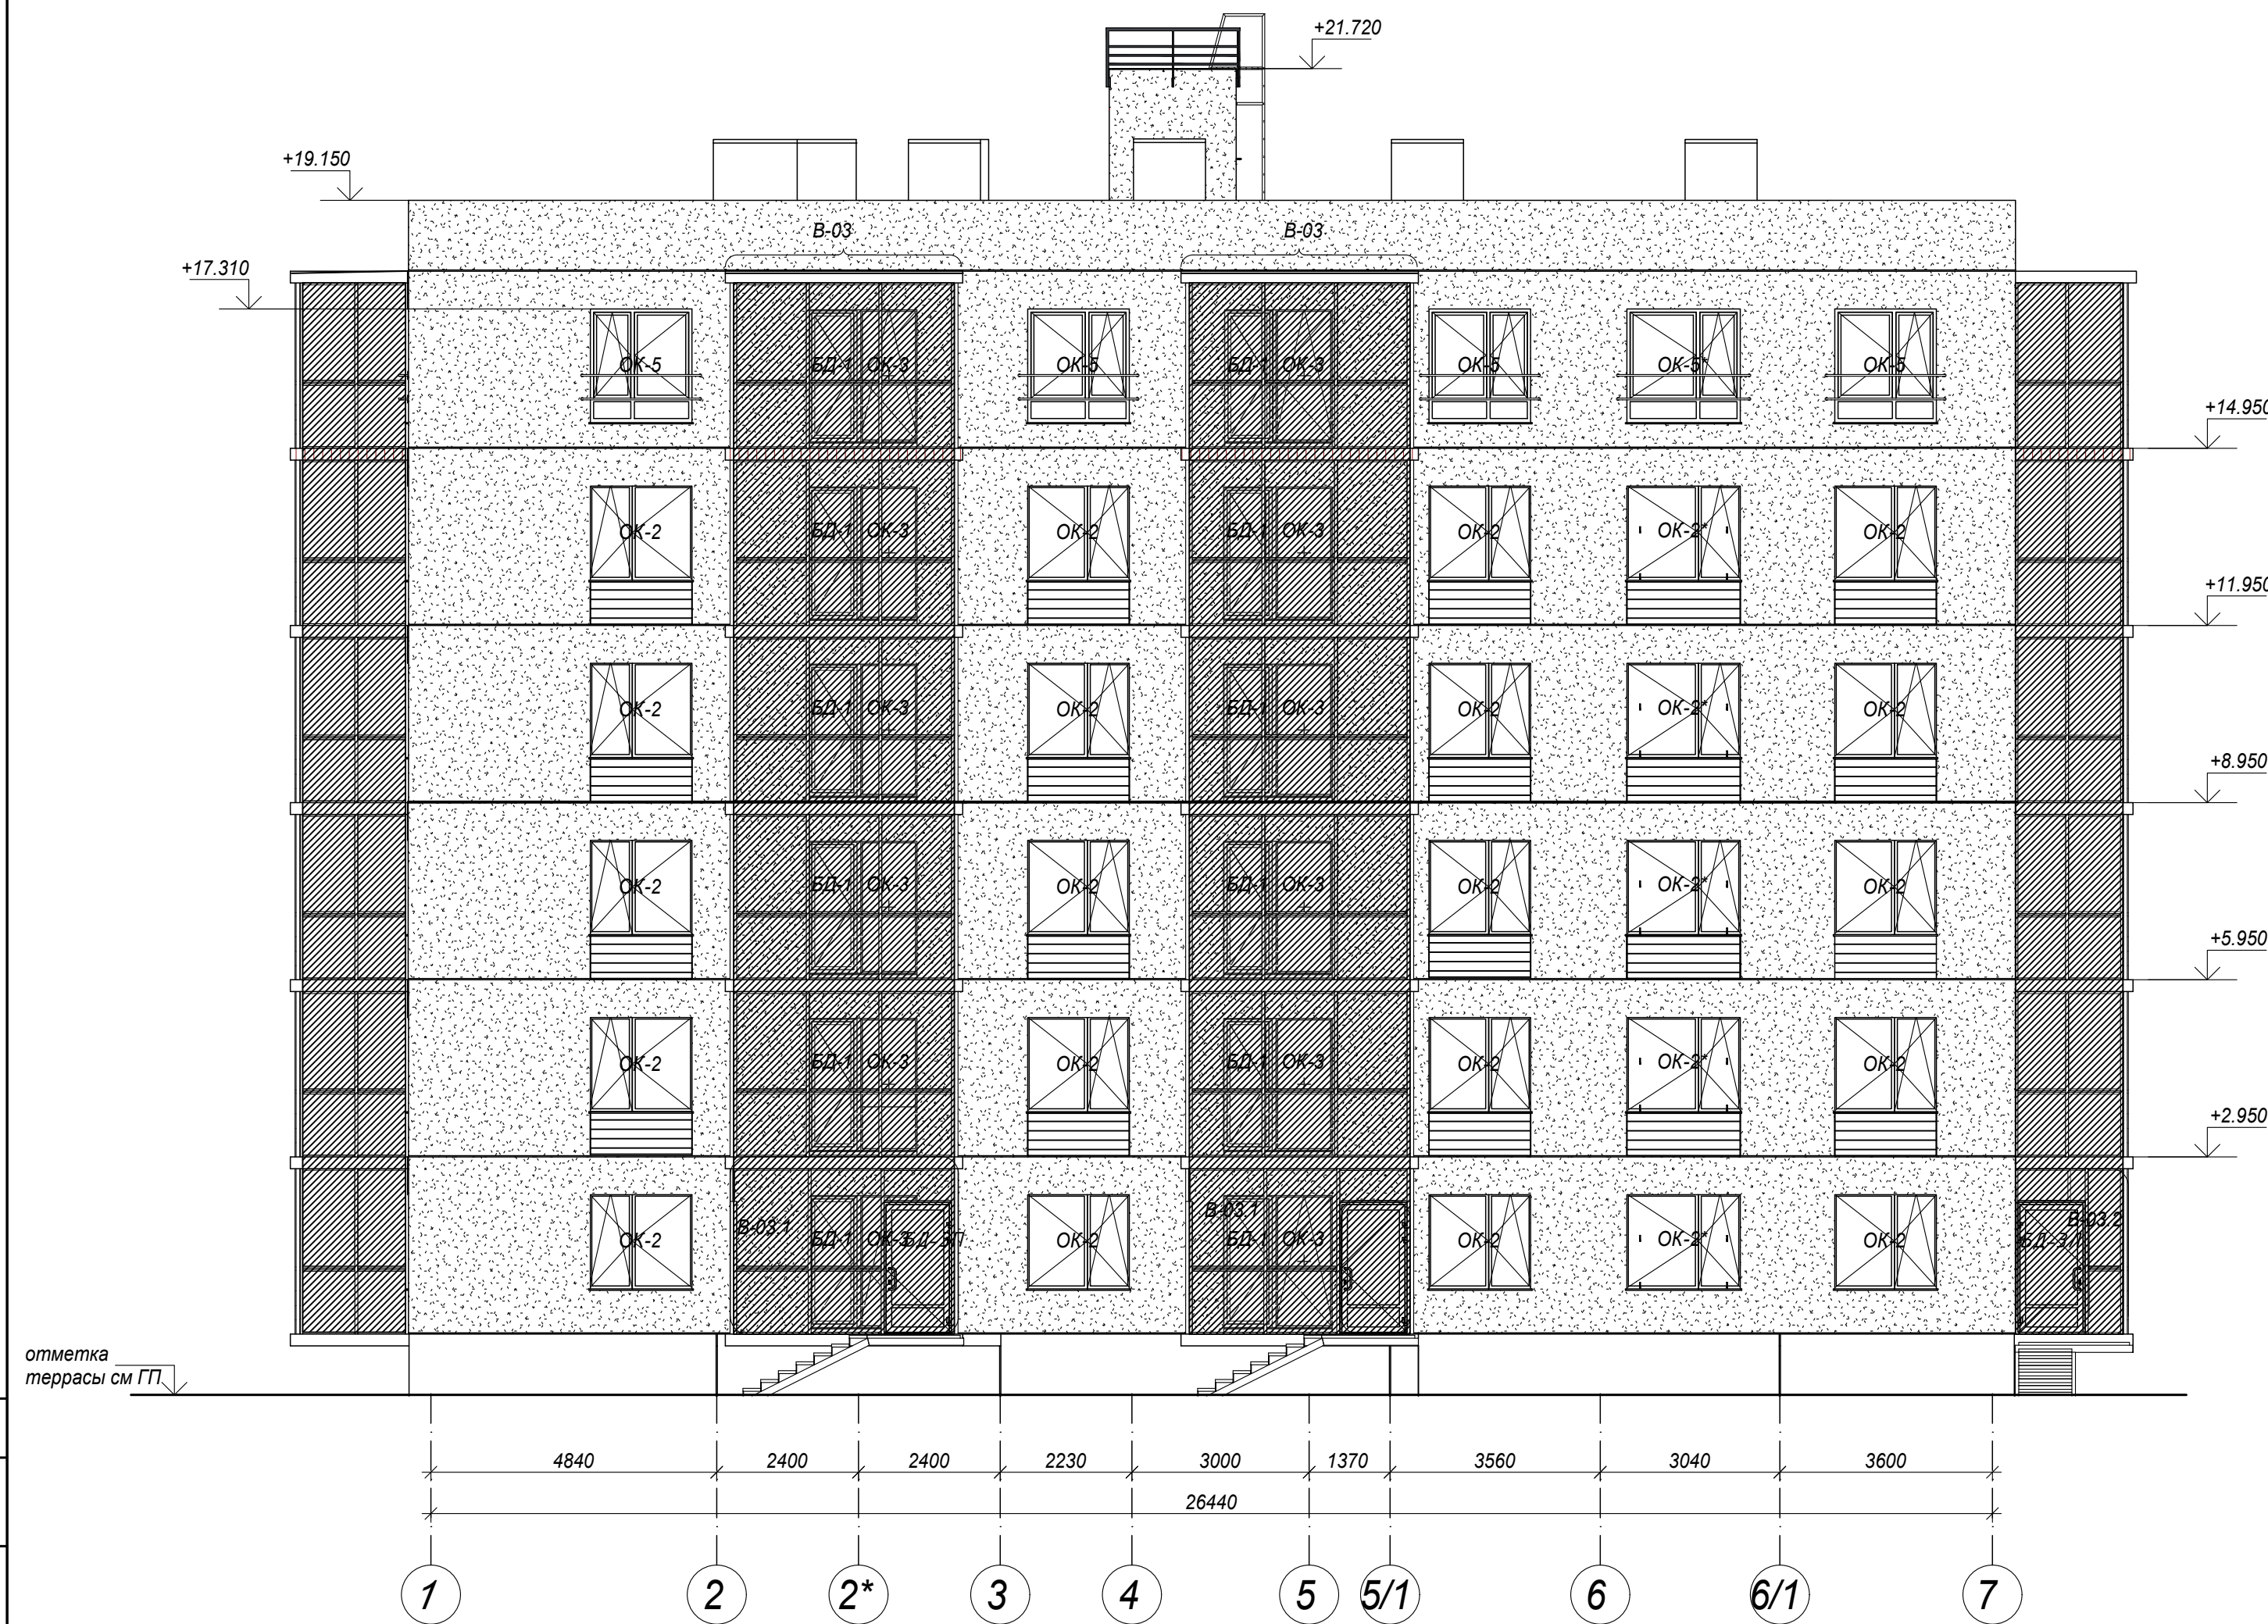 +21.720
+19.150
В-03 В-03
+17.310
ОК-5 БД-1 ОК-3 ОК-5 БД-1 ОК-3 ОК-5 ОК-5* ОК-5
+14.950
ОК-2 БД-1 ОК-3 ОК-2 БД-1 ОК-3 ОК-2 ОК-2* ОК-2
+11.950
ОК-2 БД-1 ОК-3 ОК-2 БД-1 ОК-3 ОК-2 ОК-2* ОК-2
+8.950
ОК-2 БД-1 ОК-3 ОК-2 БД-1 ОК-3 ОК-2 ОК-2* ОК-2
+5.950
ОК-2 БД-1 ОК-3 ОК-2 БД-1 ОК-3 ОК-2 ОК-2* ОК-2
+2.950
В-03.1 В-03.1 В-03.2
ОК-2 БД-1 ОК-3 ОК-2 БД-1 ОК-3 ОК-2 ОК-2* ОК-2
отметка
террасы см ГП
4840 2400 2400 2230 3000 1370 3560 3040 3600
26440
1 2 2* 3 4 5 5/1 6 6/1 7